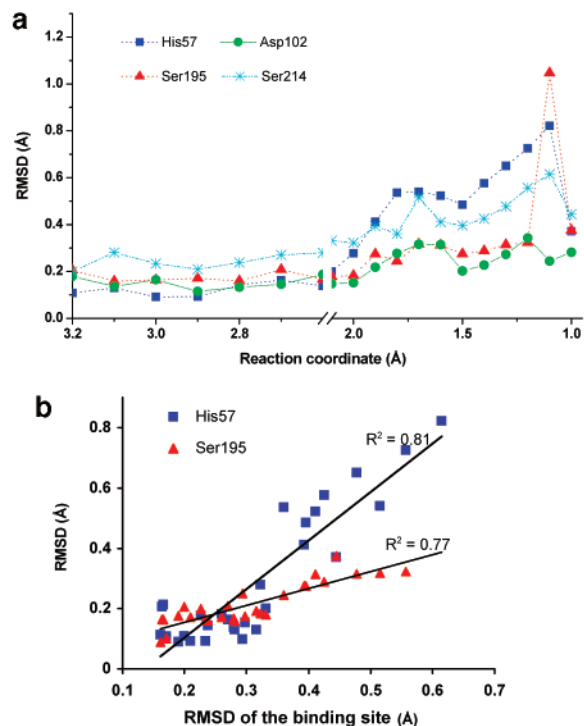 a
His57 Asp102
Ser195 Ser214
RMSD (Å)
1.2
1.0
0.8
0.6
0.4
0.2
0.0
3.2 3.0 2.8 2.0 1.5 1.0
Reaction coordinate (Å)
b
His57
Ser195
R² = 0.81
R² = 0.77
RMSD (Å)
0.8
0.6
0.4
0.2
0
0.1 0.2 0.3 0.4 0.5 0.6 0.7
RMSD of the binding site (Å)